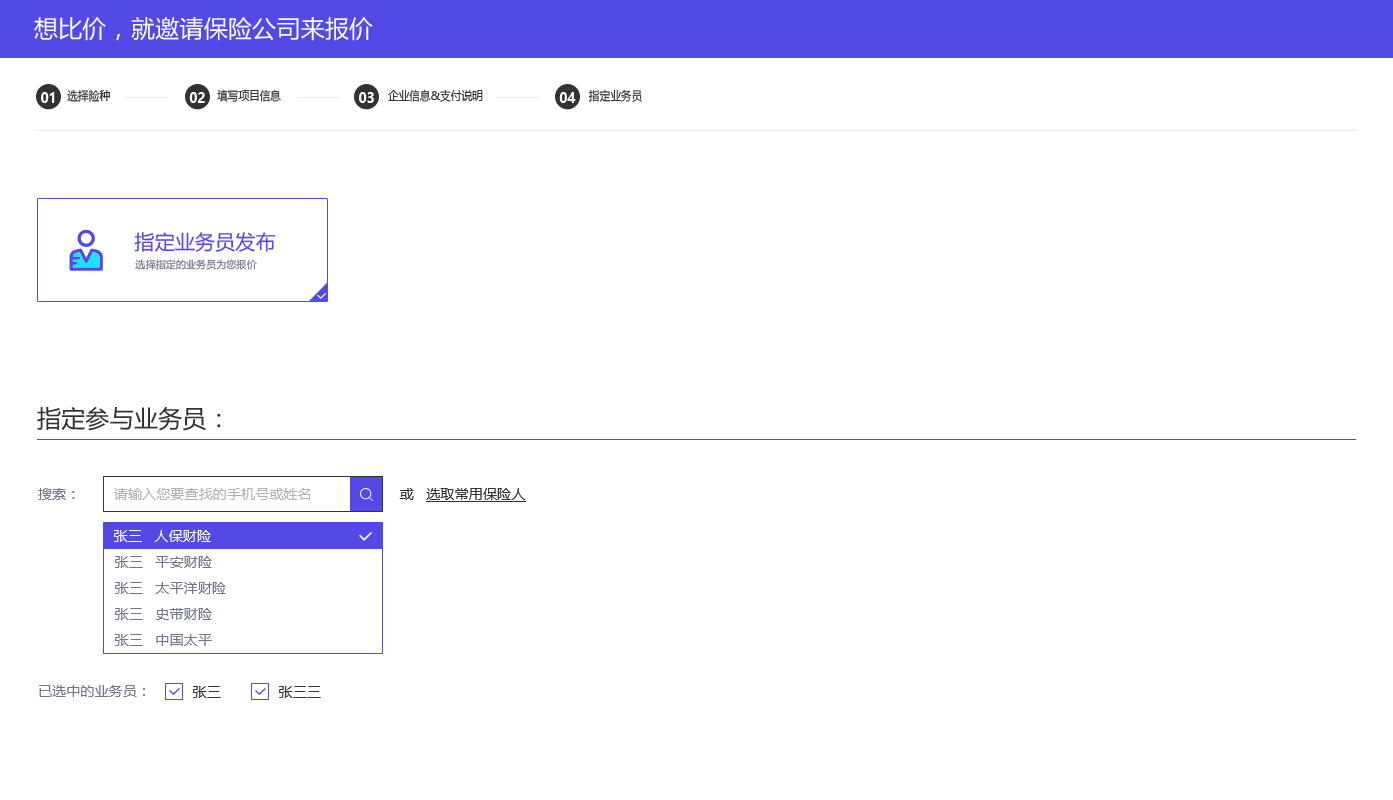 想比价，就邀请保险公司来报价
01 选择险种 02 填写项目信息 03 企业信息&支付说明 04 指定业务员
指定业务员发布
选择指定的业务员为您报价
指定参与业务员：
搜索： 请输入您要查找的手机号或姓名 或 选取常用保险人
张三 人保财险
张三 平安财险
张三 太平洋财险
张三 史带财险
张三 中国太平
已选中的业务员： 张三 张三三